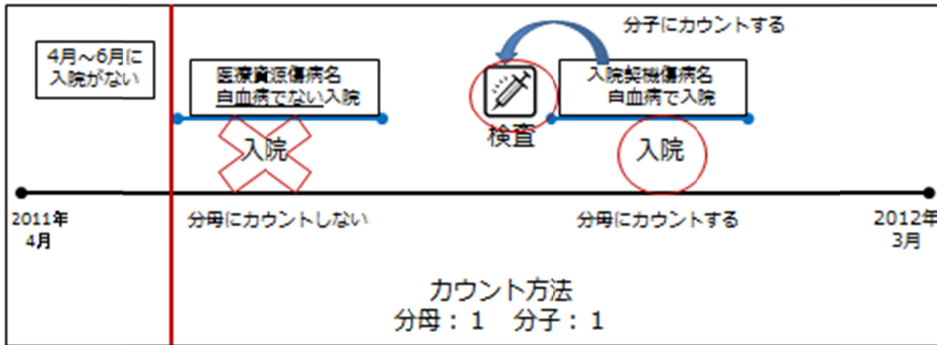 4月～6月に
入院がない
医療資源傷病名
白血病でない入院
入院
分母にカウントしない
検査
分子にカウントする
入院契機傷病名
白血病で入院
入院
分母にカウントする
2011年
4月
2012年
3月
カウント方法
分母：1　分子：1